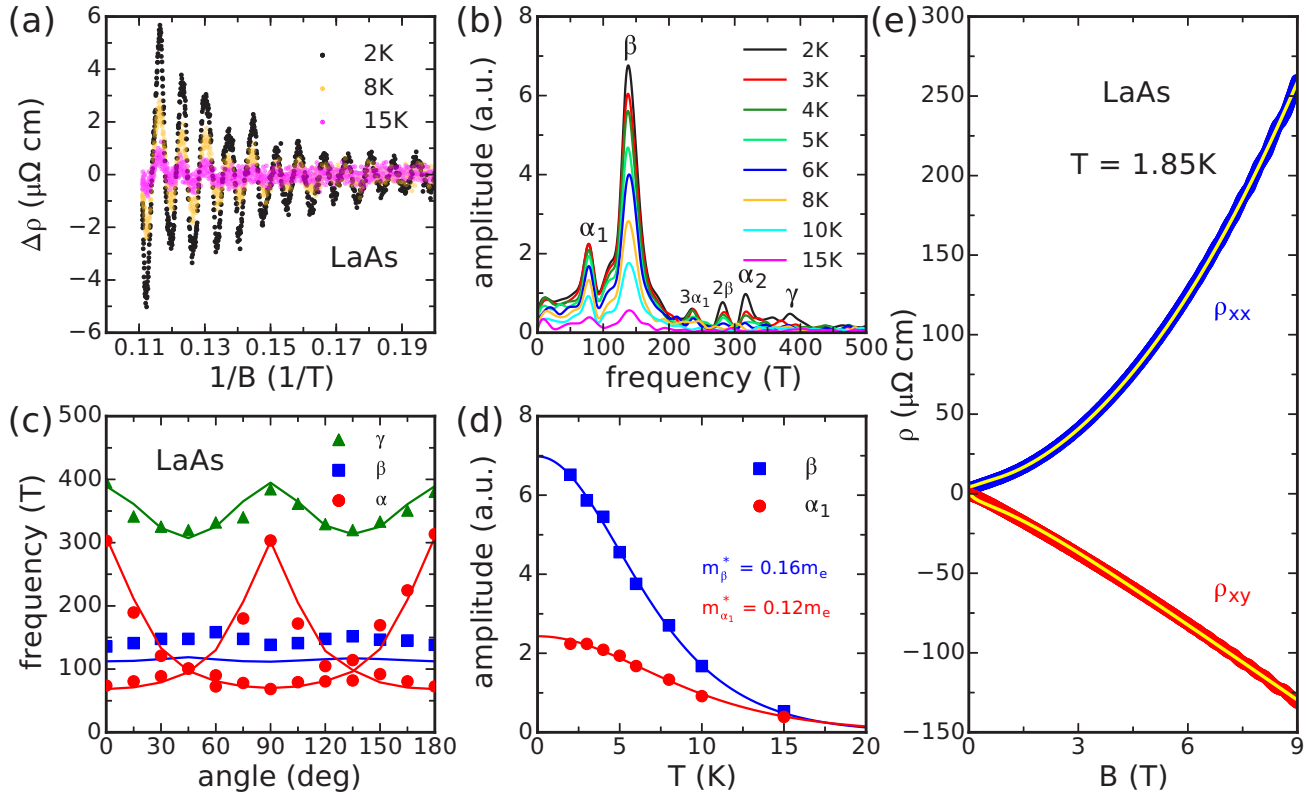 (a)
6
4
2
0
−2
−4
−6
Δρ (μΩ cm)
2K
8K
15K
LaAs
0.11 0.13 0.15 0.17 0.19
1/B (1/T)
(b)
8
6
4
2
0
amplitude (a.u.)
β
α1
3α1
2β
α2
γ
2K
3K
4K
5K
6K
8K
10K
15K
0 100 200 300 400 500
frequency (T)
(c)
500
400
300
200
100
0
frequency (T)
LaAs
γ
β
α
0 30 60 90 120 150 180
angle (deg)
(d)
8
6
4
2
0
amplitude (a.u.)
β
α1
m*β = 0.16me
m*α1 = 0.12me
0 5 10 15 20
T (K)
(e)
300
250
200
150
100
50
0
−50
−100
−150
ρ (μΩ cm)
LaAs
T = 1.85K
ρxx
ρxy
0 3 6 9
B (T)